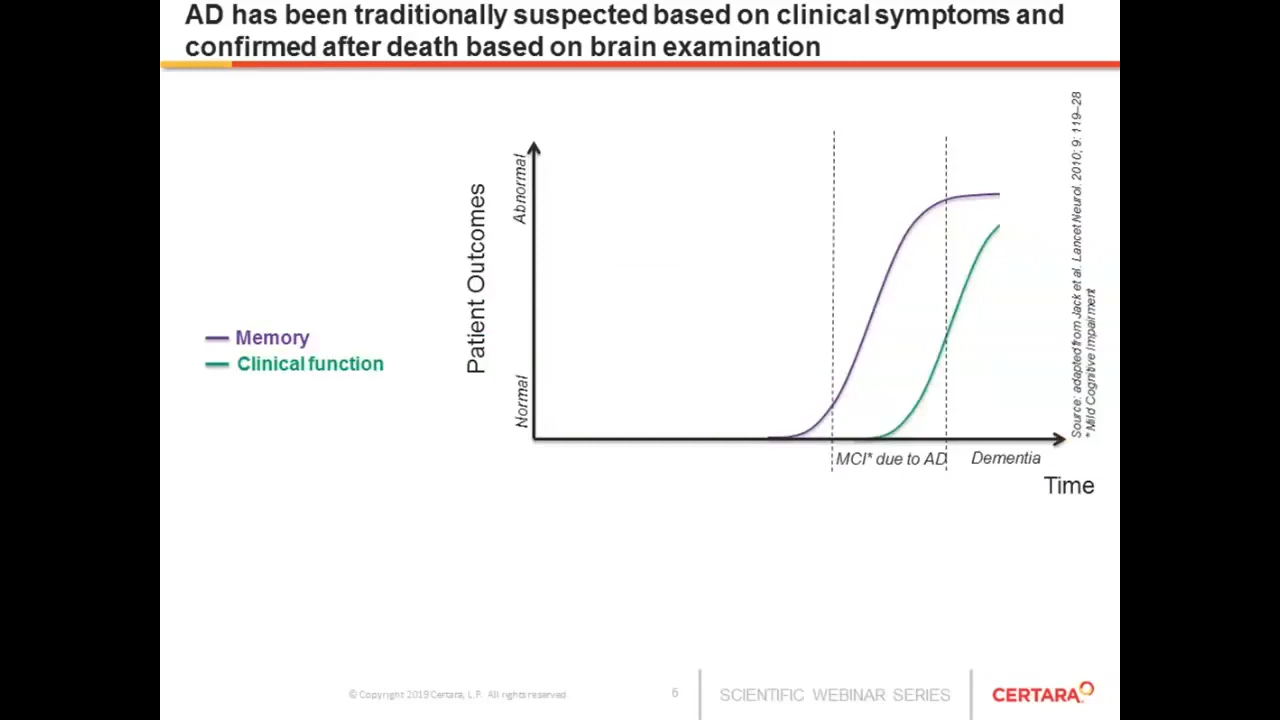 AD has been traditionally suspected based on clinical symptoms and
confirmed after death based on brain examination
Memory
Clinical function
Patient Outcomes
Abnormal
Normal
MCI* due to AD
Dementia
Time
Source: adapted from Jack et al. Lancet Neurol. 2010; 9: 119–28
* Mild Cognitive Impairment
© Copyright 2019 Certara, L.P. All rights reserved.
6
SCIENTIFIC WEBINAR SERIES
CERTARA